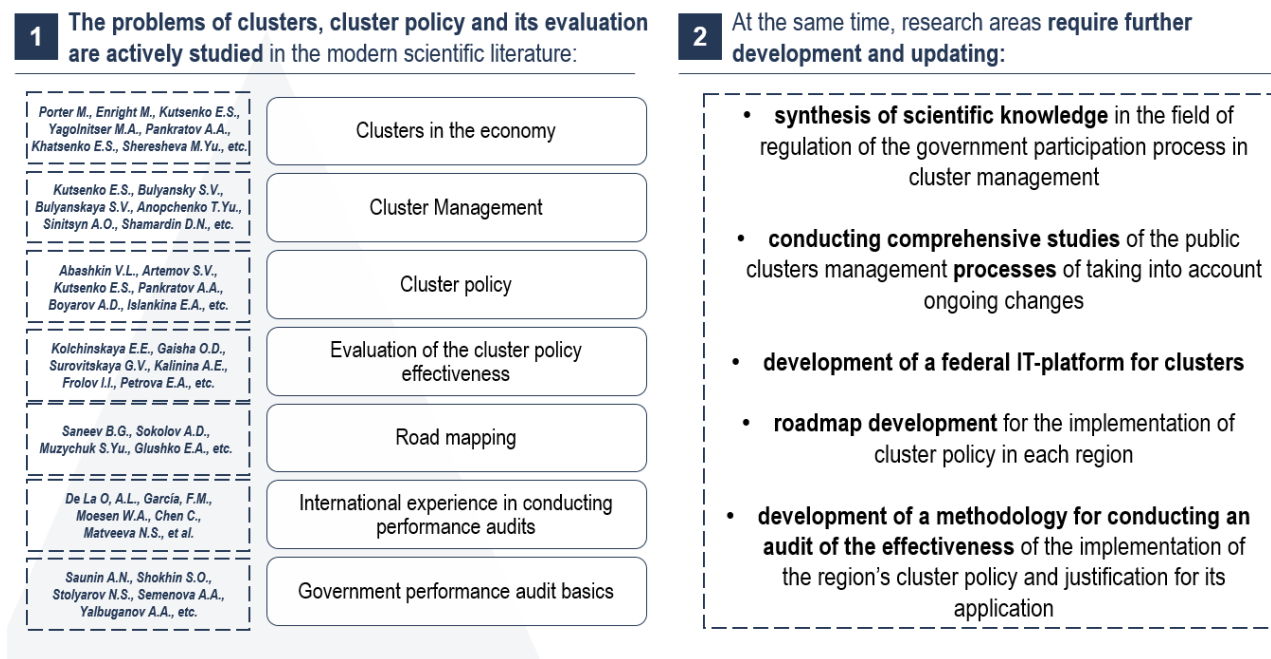 1
The problems of clusters, cluster policy and its evaluation
are actively studied in the modern scientific literature:
Porter M., Enright M., Kutsenko E.S.,
Yagolnitser M.A., Pankratov A.A.,
Khatsenko E.S., Sheresheva M.Yu., etc.
Clusters in the economy
Kutsenko E.S., Bulyansky S.V.,
Bulyanskaya S.V., Anopchenko T.Yu.,
Sinitsyn A.O., Shamardin D.N., etc.
Cluster Management
Abashkin V.L., Artemov S.V.,
Kutsenko E.S., Pankratov A.A.,
Boyarov A.D., Islankina E.A., etc.
Cluster policy
Kolchinskaya E.E., Gaisha O.D.,
Surovitskaya G.V., Kalinina A.E.,
Frolov I.I., Petrova E.A., etc.
Evaluation of the cluster policy
effectiveness
Saneev B.G., Sokolov A.D.,
Muzychuk S.Yu., Glushko E.A., etc.
Road mapping
De La O, A.L., García, F.M.,
Moesen W.A., Chen C.,
Matveeva N.S., et al.
International experience in conducting
performance audits
Saunin A.N., Shokhin S.O.,
Stolyarov N.S., Semenova A.A.,
Yalbuganov A.A., etc.
Government performance audit basics
2
At the same time, research areas require further
development and updating:
• synthesis of scientific knowledge in the field of
regulation of the government participation process in
cluster management
• conducting comprehensive studies of the public
clusters management processes of taking into account
ongoing changes
• development of a federal IT-platform for clusters
• roadmap development for the implementation of
cluster policy in each region
• development of a methodology for conducting an
audit of the effectiveness of the implementation of
the region's cluster policy and justification for its
application